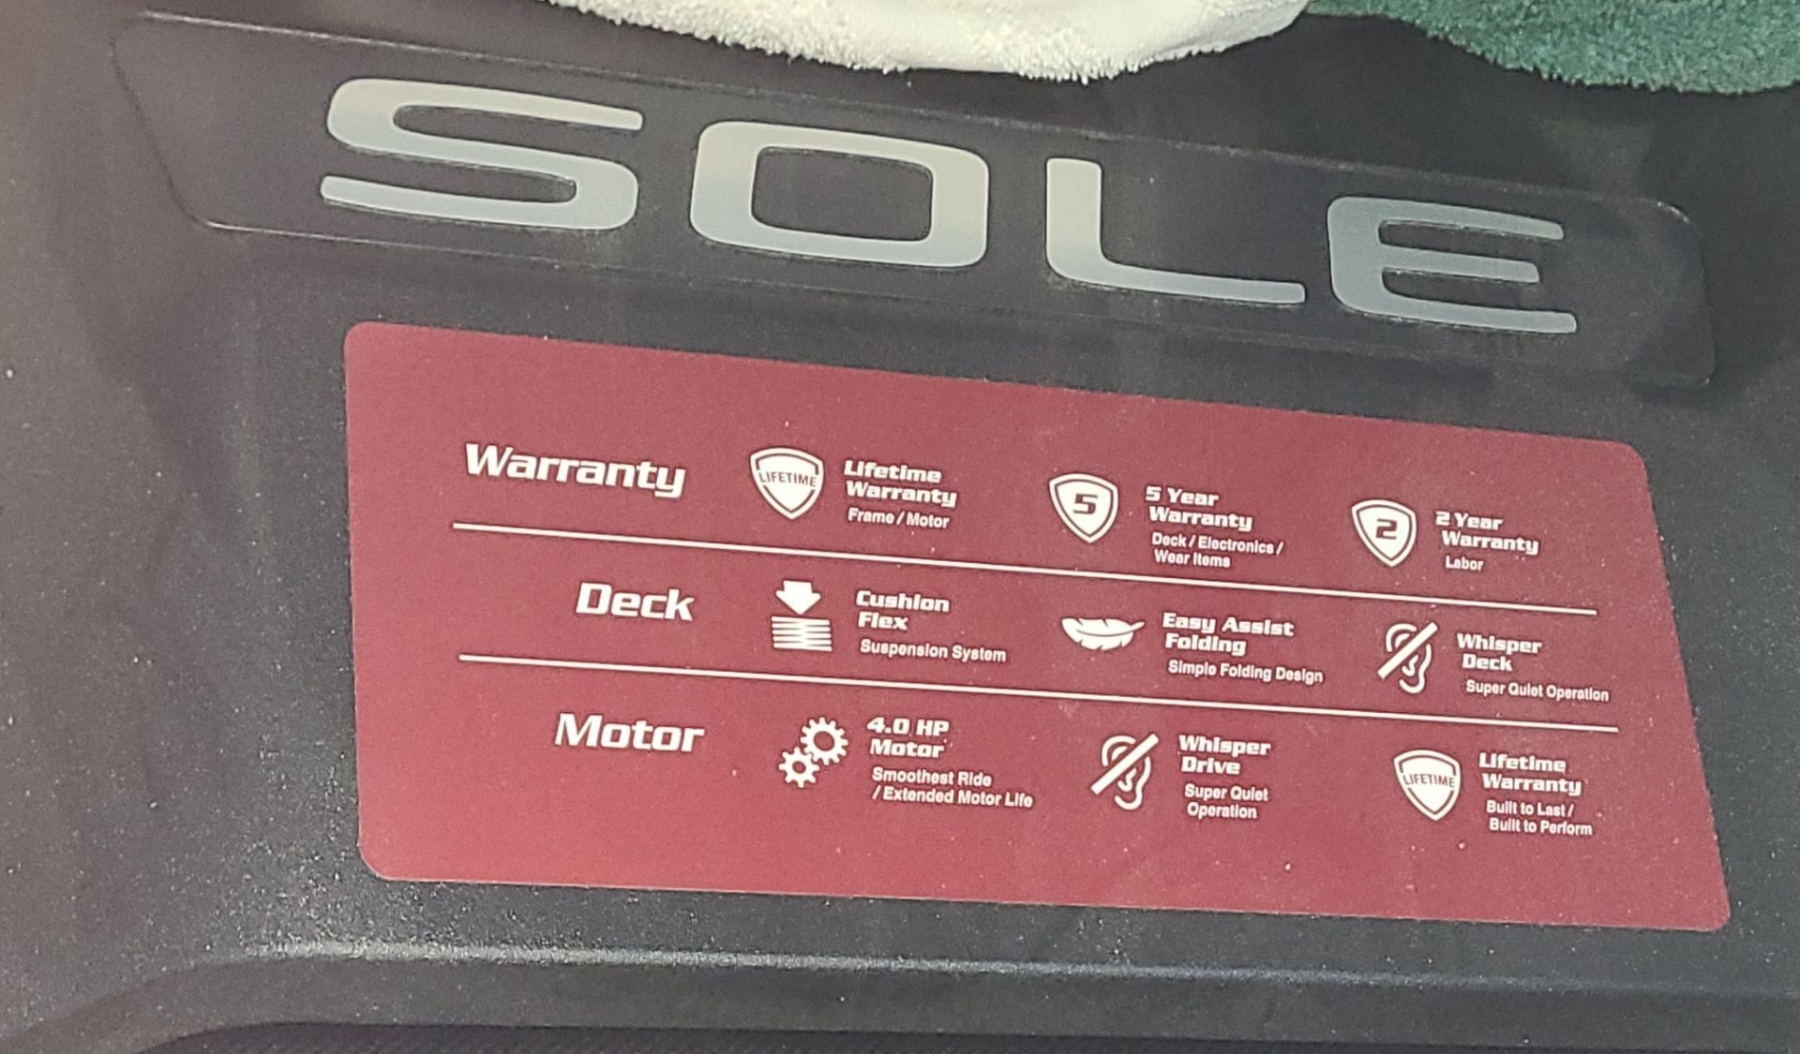 SOLE
Warranty
LIFETIME
Lifetime
Warranty
Frame / Motor
5
5 Year
Warranty
Deck / Electronics /
Wear Items
2
2 Year
Warranty
Labor
Deck
Cushion
Flex
Suspension System
Easy Assist
Folding
Simple Folding Design
Whisper
Deck
Super Quiet Operation
Motor
4.0 HP
Motor
Smoothest Ride
/ Extended Motor Life
Whisper
Drive
Super Quiet
Operation
LIFETIME
Lifetime
Warranty
Built to Last /
Built to Perform